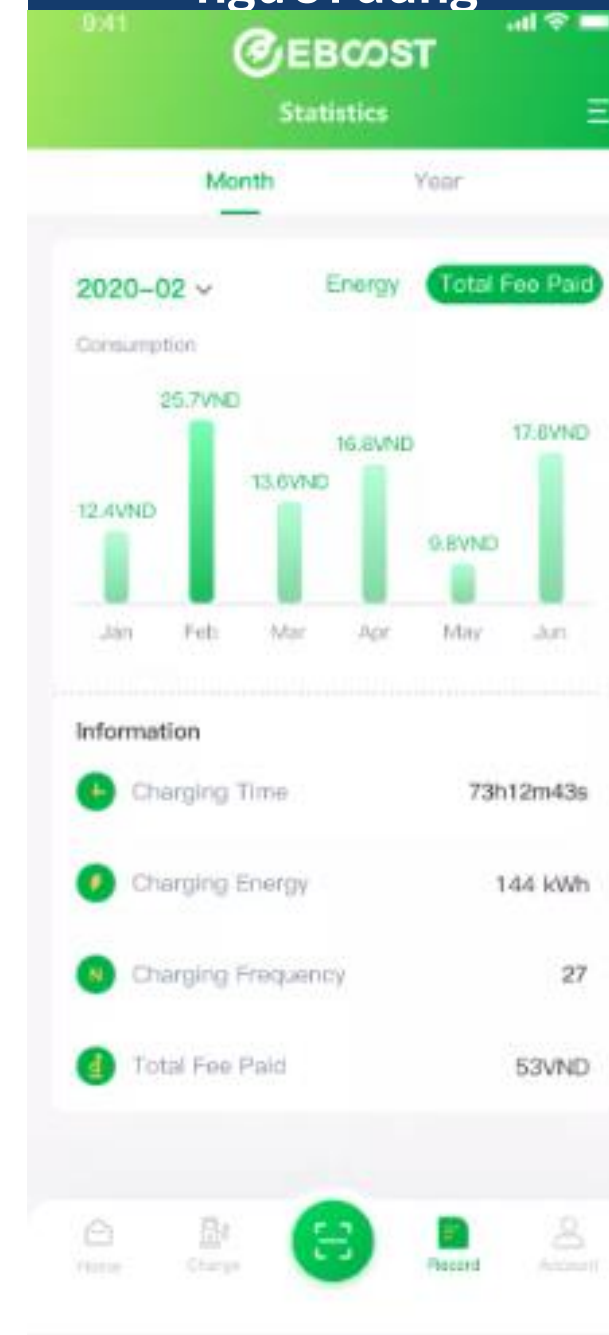 9:41
EBOOST
Statistics
Month Year
2020-02 Energy Total Fee Paid
Consumption
25.7VND
17.6VND
16.8VND
13.6VND
12.4VND
9.8VND
Jan Feb Mar Apr May Jun
Information
Charging Time 73h12m43s
Charging Energy 144 kWh
N Charging Frequency 27
đ Total Fee Paid 53VND
Home Charge Record Account